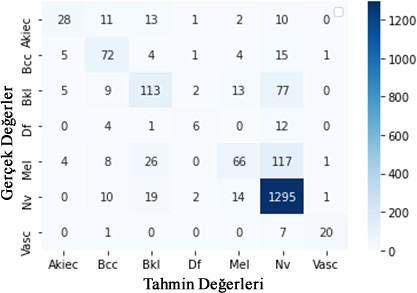 Gerçek Değerler
Akiec 28 11 13 1 2 10 0
Bcc 5 72 4 1 4 15 1
Bkl 5 9 113 2 13 77 0
Df 0 4 1 6 0 12 0
Mel 4 8 26 0 66 117 1
Nv 0 10 19 2 14 1295 1
Vasc 0 1 0 0 0 7 20
Akiec Bcc Bkl Df Mel Nv Vasc
Tahmin Değerleri
1200
1000
800
600
400
200
0